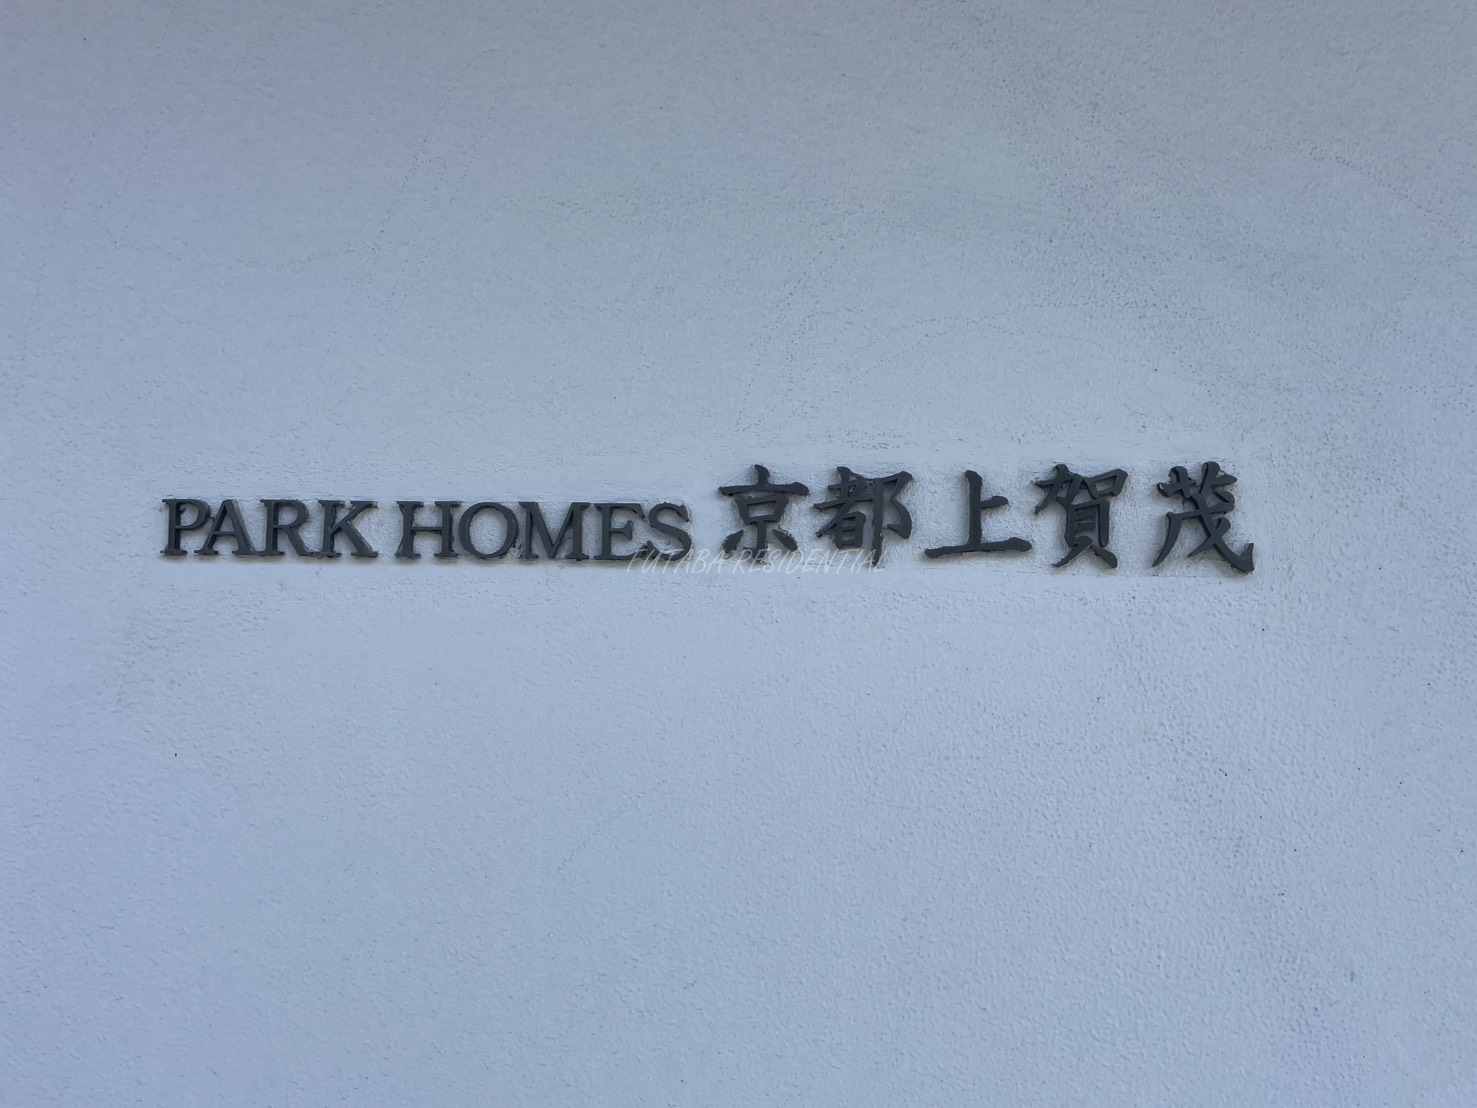 PARK HOMES 京都上賀茂
FUTABA RESIDENTIAL